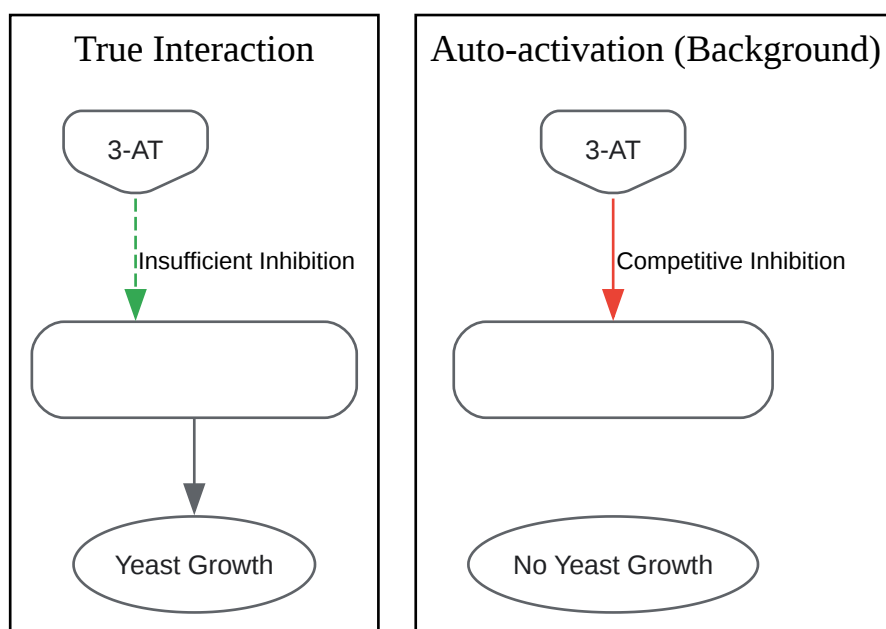 True Interaction
3-AT
Insufficient Inhibition
Yeast Growth
Auto-activation (Background)
3-AT
Competitive Inhibition
No Yeast Growth